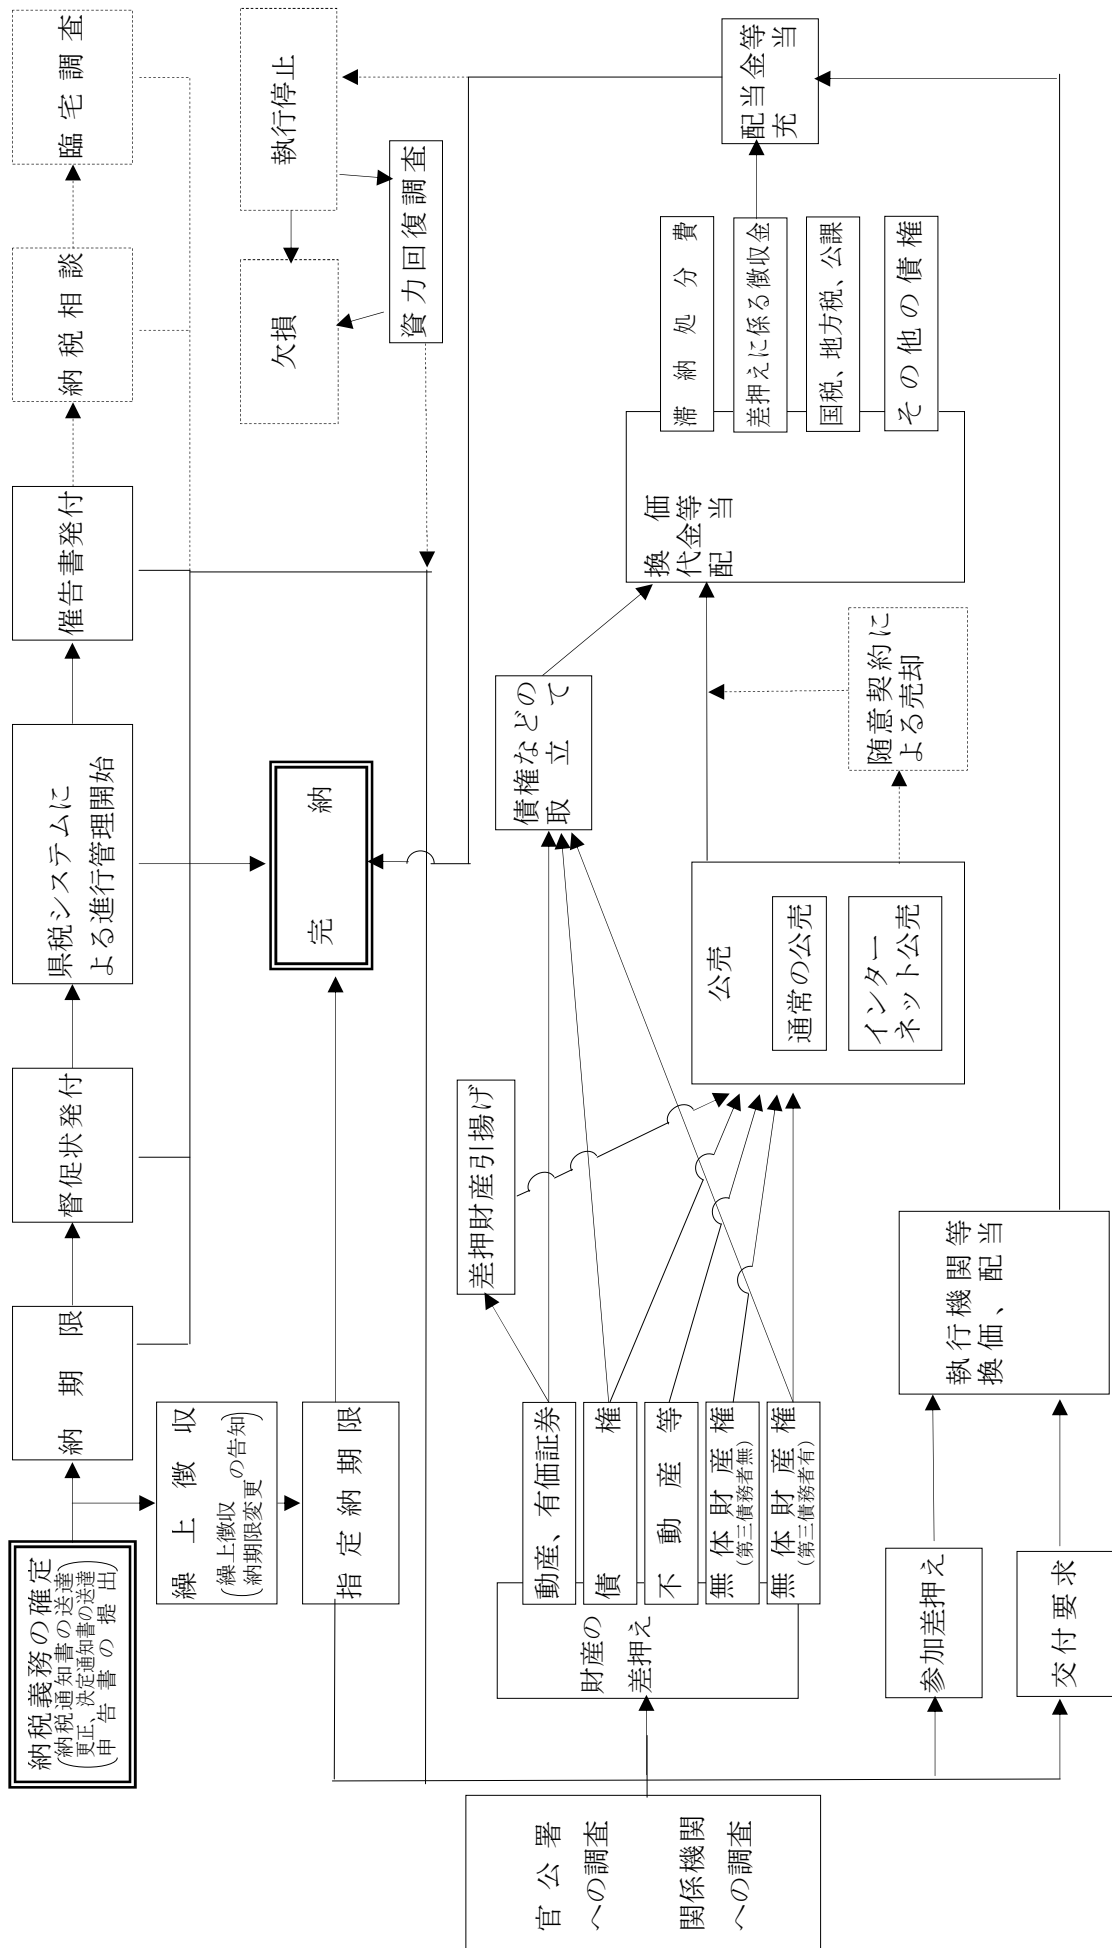 納税義務の確定
納税通知書の送達
更正、決定通知書の送達
申告書の提出
納期限
督促状発付
県税システムに
よる進行管理開始
催告書発付
納税相談
臨宅調査
繰上徴収
繰上徴収
納期限変更
の告知
指定納期限
完納
欠損
執行停止
資力回復調査
官公署
への調査
関係機関
への調査
財産の
差押え
動産、有価証券
債権
不動産等
無体財産権
(第三債務者無)
無体財産権
(第三債務者有)
差押財産引揚げ
債権などの
取立て
公売
通常の公売
インター
ネット公売
随意契約に
よる売却
換価
代金等
配当
滞納処分費
差押えに係る徴収金
国税、地方税、公課
その他の債権
配当金等
充当
参加差押え
交付要求
執行機関等
換価、配当